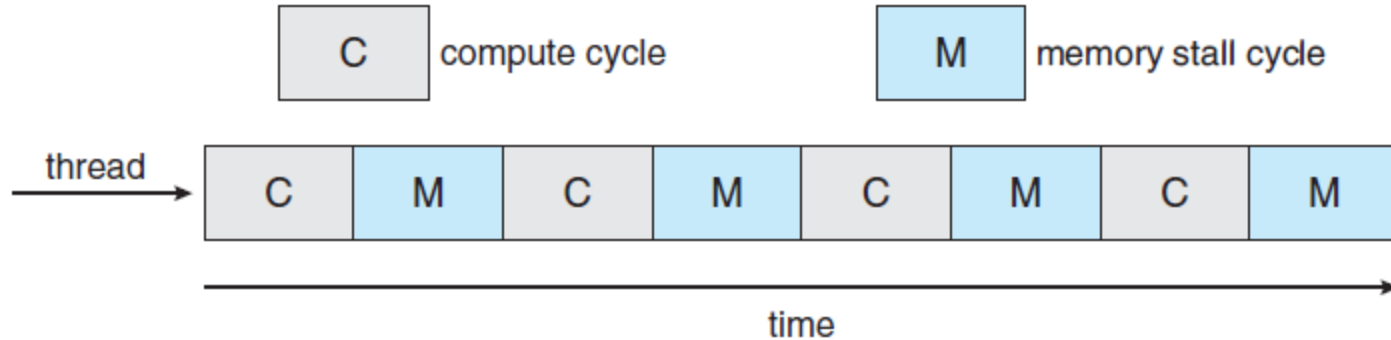 C compute cycle M memory stall cycle
thread
C M C M C M C M
time